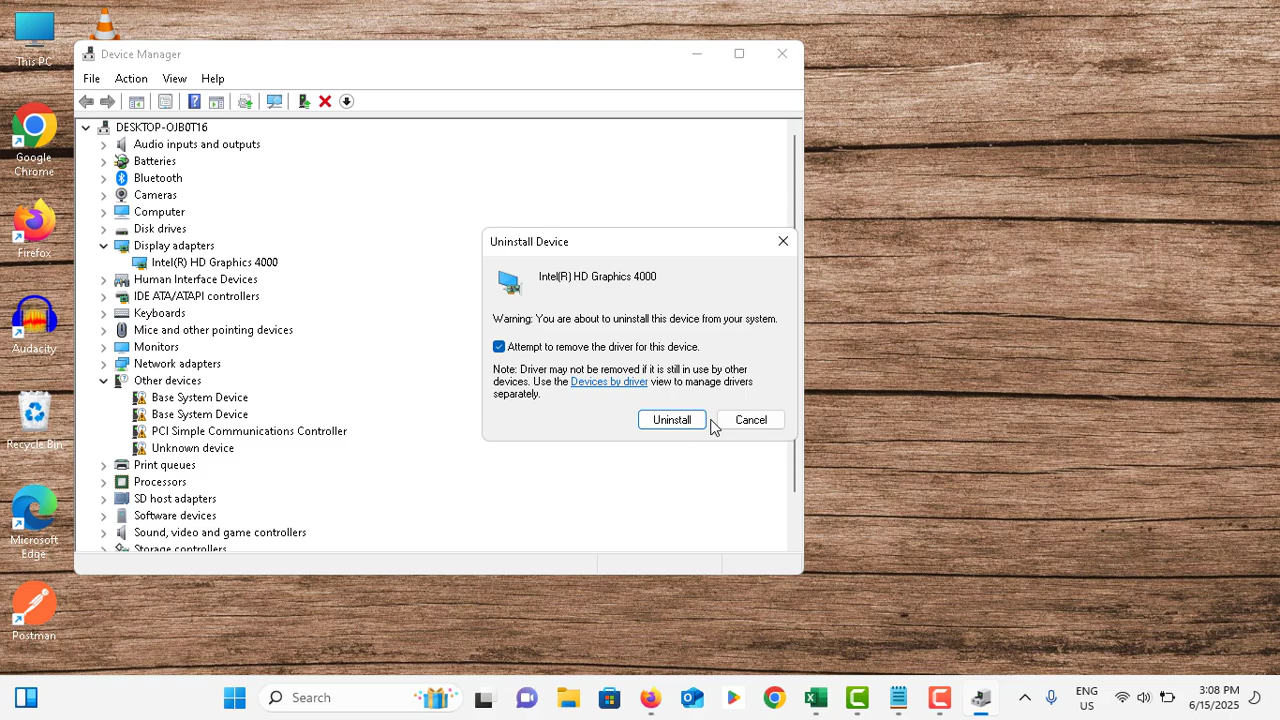 This PC
Google
Chrome
Firefox
Audacity
Recycle Bin
Microsoft
Edge
Postman
Device Manager
File Action View Help
DESKTOP-OJB0T16
Audio inputs and outputs
Batteries
Bluetooth
Cameras
Computer
Disk drives
Display adapters
Intel(R) HD Graphics 4000
Human Interface Devices
IDE ATA/ATAPI controllers
Keyboards
Mice and other pointing devices
Monitors
Network adapters
Other devices
Base System Device
Base System Device
PCI Simple Communications Controller
Unknown device
Print queues
Processors
SD host adapters
Software devices
Sound, video and game controllers
Storage controllers
Uninstall Device
Intel(R) HD Graphics 4000
Warning: You are about to uninstall this device from your system.
Attempt to remove the driver for this device.
Note: Driver may not be removed if it is still in use by other
devices. Use the Devices by driver view to manage drivers
separately.
Uninstall Cancel
Search
ENG
US
3:08 PM
6/15/2025